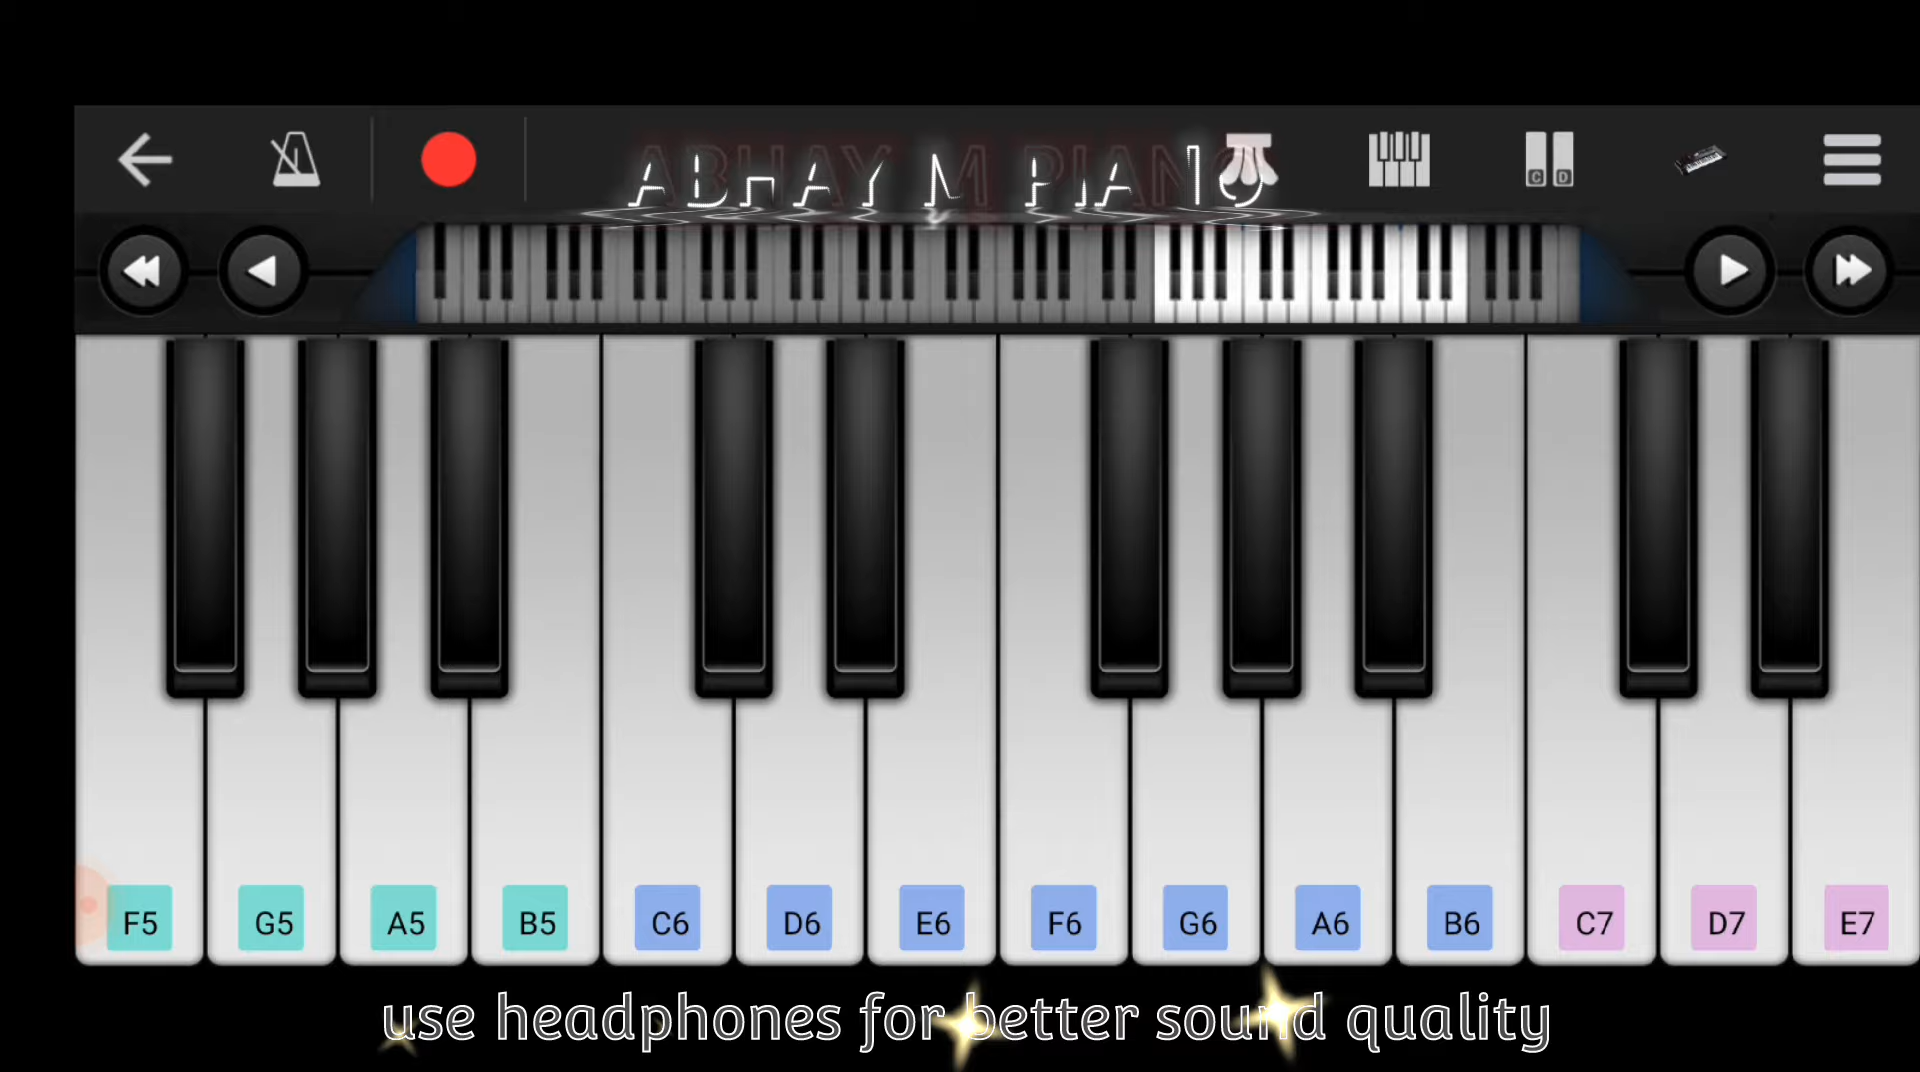 ABHAY M PIANO
C D
F5 G5 A5 B5 C6 D6 E6 F6 G6 A6 B6 C7 D7 E7
use headphones for better sound quality